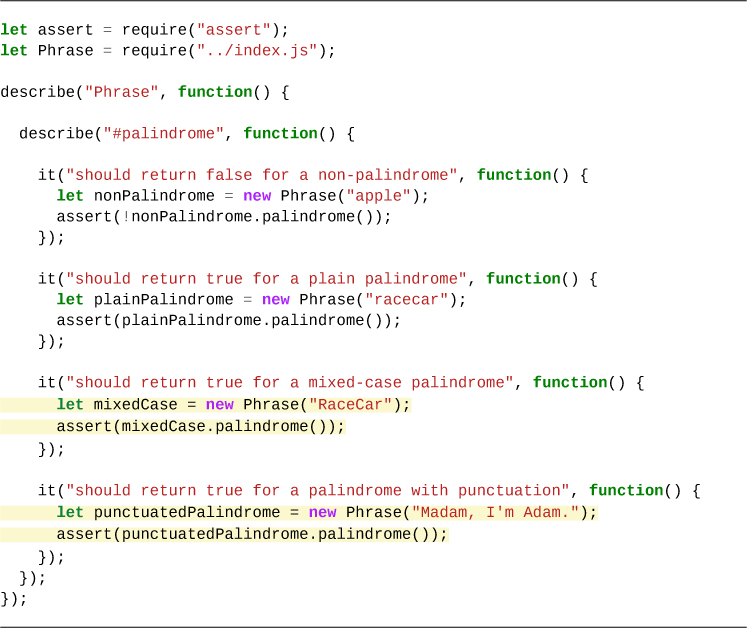 let assert = require("assert");
let Phrase = require("../index.js");

describe("Phrase", function() {

  describe("#palindrome", function() {

    it("should return false for a non-palindrome", function() {
      let nonPalindrome = new Phrase("apple");
      assert(!nonPalindrome.palindrome());
    });

    it("should return true for a plain palindrome", function() {
      let plainPalindrome = new Phrase("racecar");
      assert(plainPalindrome.palindrome());
    });

    it("should return true for a mixed-case palindrome", function() {
      let mixedCase = new Phrase("RaceCar");
      assert(mixedCase.palindrome());
    });

    it("should return true for a palindrome with punctuation", function() {
      let punctuatedPalindrome = new Phrase("Madam, I'm Adam.");
      assert(punctuatedPalindrome.palindrome());
    });
  });
});